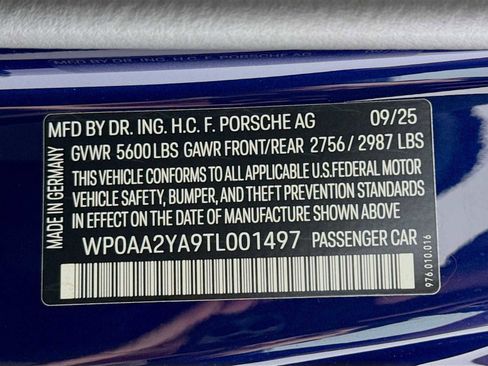 MFD BY DR. ING. H.C. F. PORSCHE AG 09/25
GVWR 5600 LBS GAWR FRONT/REAR 2756 / 2987 LBS
THIS VEHICLE CONFORMS TO ALL APPLICABLE U.S. FEDERAL MOTOR
VEHICLE SAFETY, BUMPER, AND THEFT PREVENTION STANDARDS IN
EFFECT ON THE DATE OF MANUFACTURE SHOWN ABOVE.
WP0AA2YA9TL001497 PASSENGER CAR
MADE IN GERMANY
976.010.016